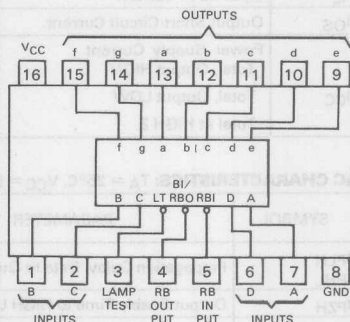 OUTPUTS
VCC f g a b c d e
16 15 14 13 12 11 10 9
f g a b c d e
BI/
B C LT RBO RBI D A
1 2 3 4 5 6 7 8
B C LAMP RB RB D A GND
TEST OUT IN
INPUTS PUT PUT INPUTS